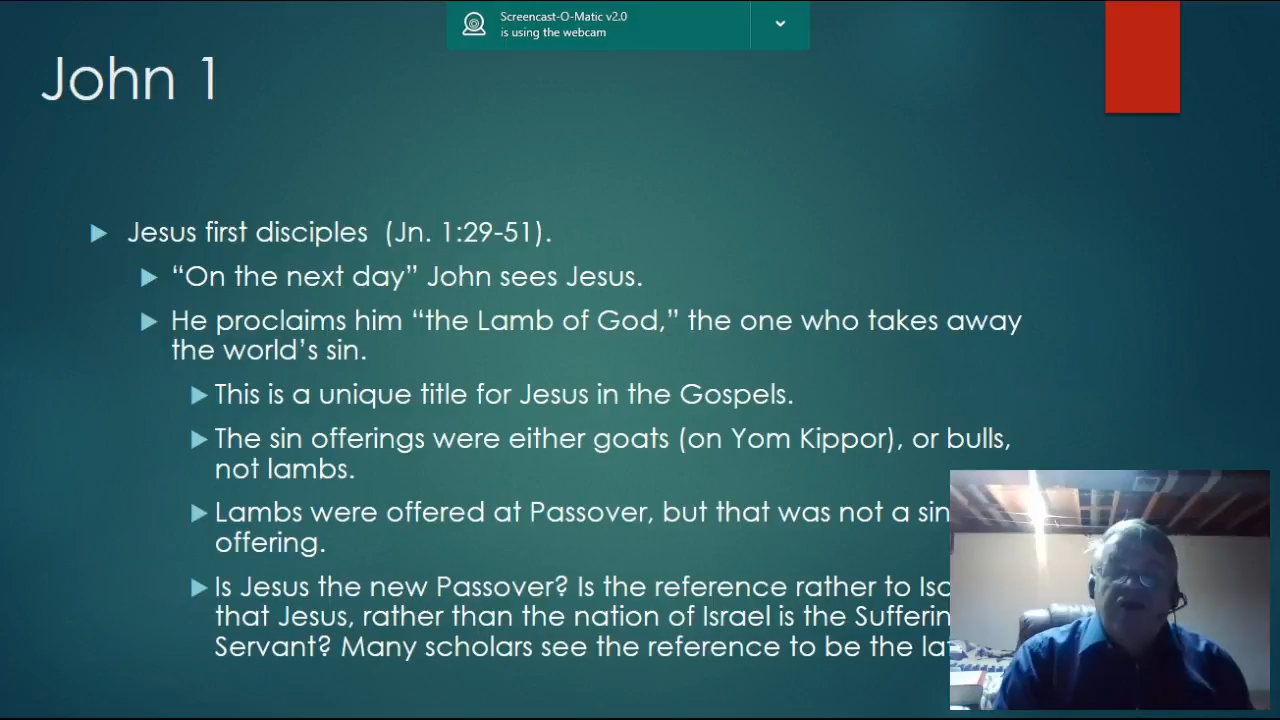 Screencast-O-Matic v2.0
is using the webcam
John 1
Jesus first disciples (Jn. 1:29-51).
“On the next day” John sees Jesus.
He proclaims him “the Lamb of God,” the one who takes away
the world’s sin.
This is a unique title for Jesus in the Gospels.
The sin offerings were either goats (on Yom Kippor), or bulls,
not lambs.
Lambs were offered at Passover, but that was not a sin
offering.
Is Jesus the new Passover? Is the reference rather to
that Jesus, rather than the nation of Israel is the
Servant? Many scholars see the reference to be the